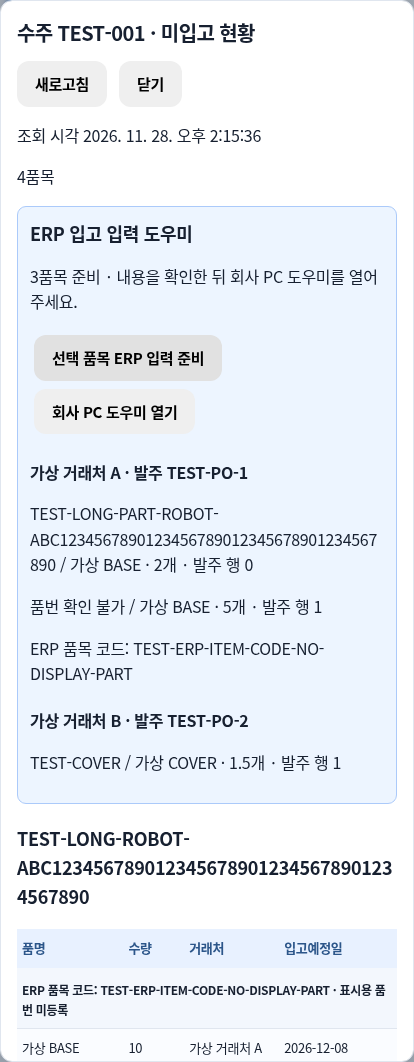 수주 TEST-001 · 미입고 현황
새로고침 닫기
조회 시각 2026. 11. 28. 오후 2:15:36
4품목
ERP 입고 입력 도우미
3품목 준비 · 내용을 확인한 뒤 회사 PC 도우미를 열어
주세요.
선택 품목 ERP 입력 준비
회사 PC 도우미 열기
가상 거래처 A · 발주 TEST-PO-1
TEST-LONG-PART-ROBOT-
ABC1234567890123456789012345678901234567
890 / 가상 BASE · 2개 · 발주 행 0
품번 확인 불가 / 가상 BASE · 5개 · 발주 행 1
ERP 품목 코드: TEST-ERP-ITEM-CODE-NO-
DISPLAY-PART
가상 거래처 B · 발주 TEST-PO-2
TEST-COVER / 가상 COVER · 1.5개 · 발주 행 1
TEST-LONG-ROBOT-
ABC123456789012345678901234567890123
4567890
품명 수량 거래처 입고예정일
ERP 품목 코드: TEST-ERP-ITEM-CODE-NO-DISPLAY-PART · 표시용 품
번 미등록
가상 BASE 10 가상 거래처 A 2026-12-08